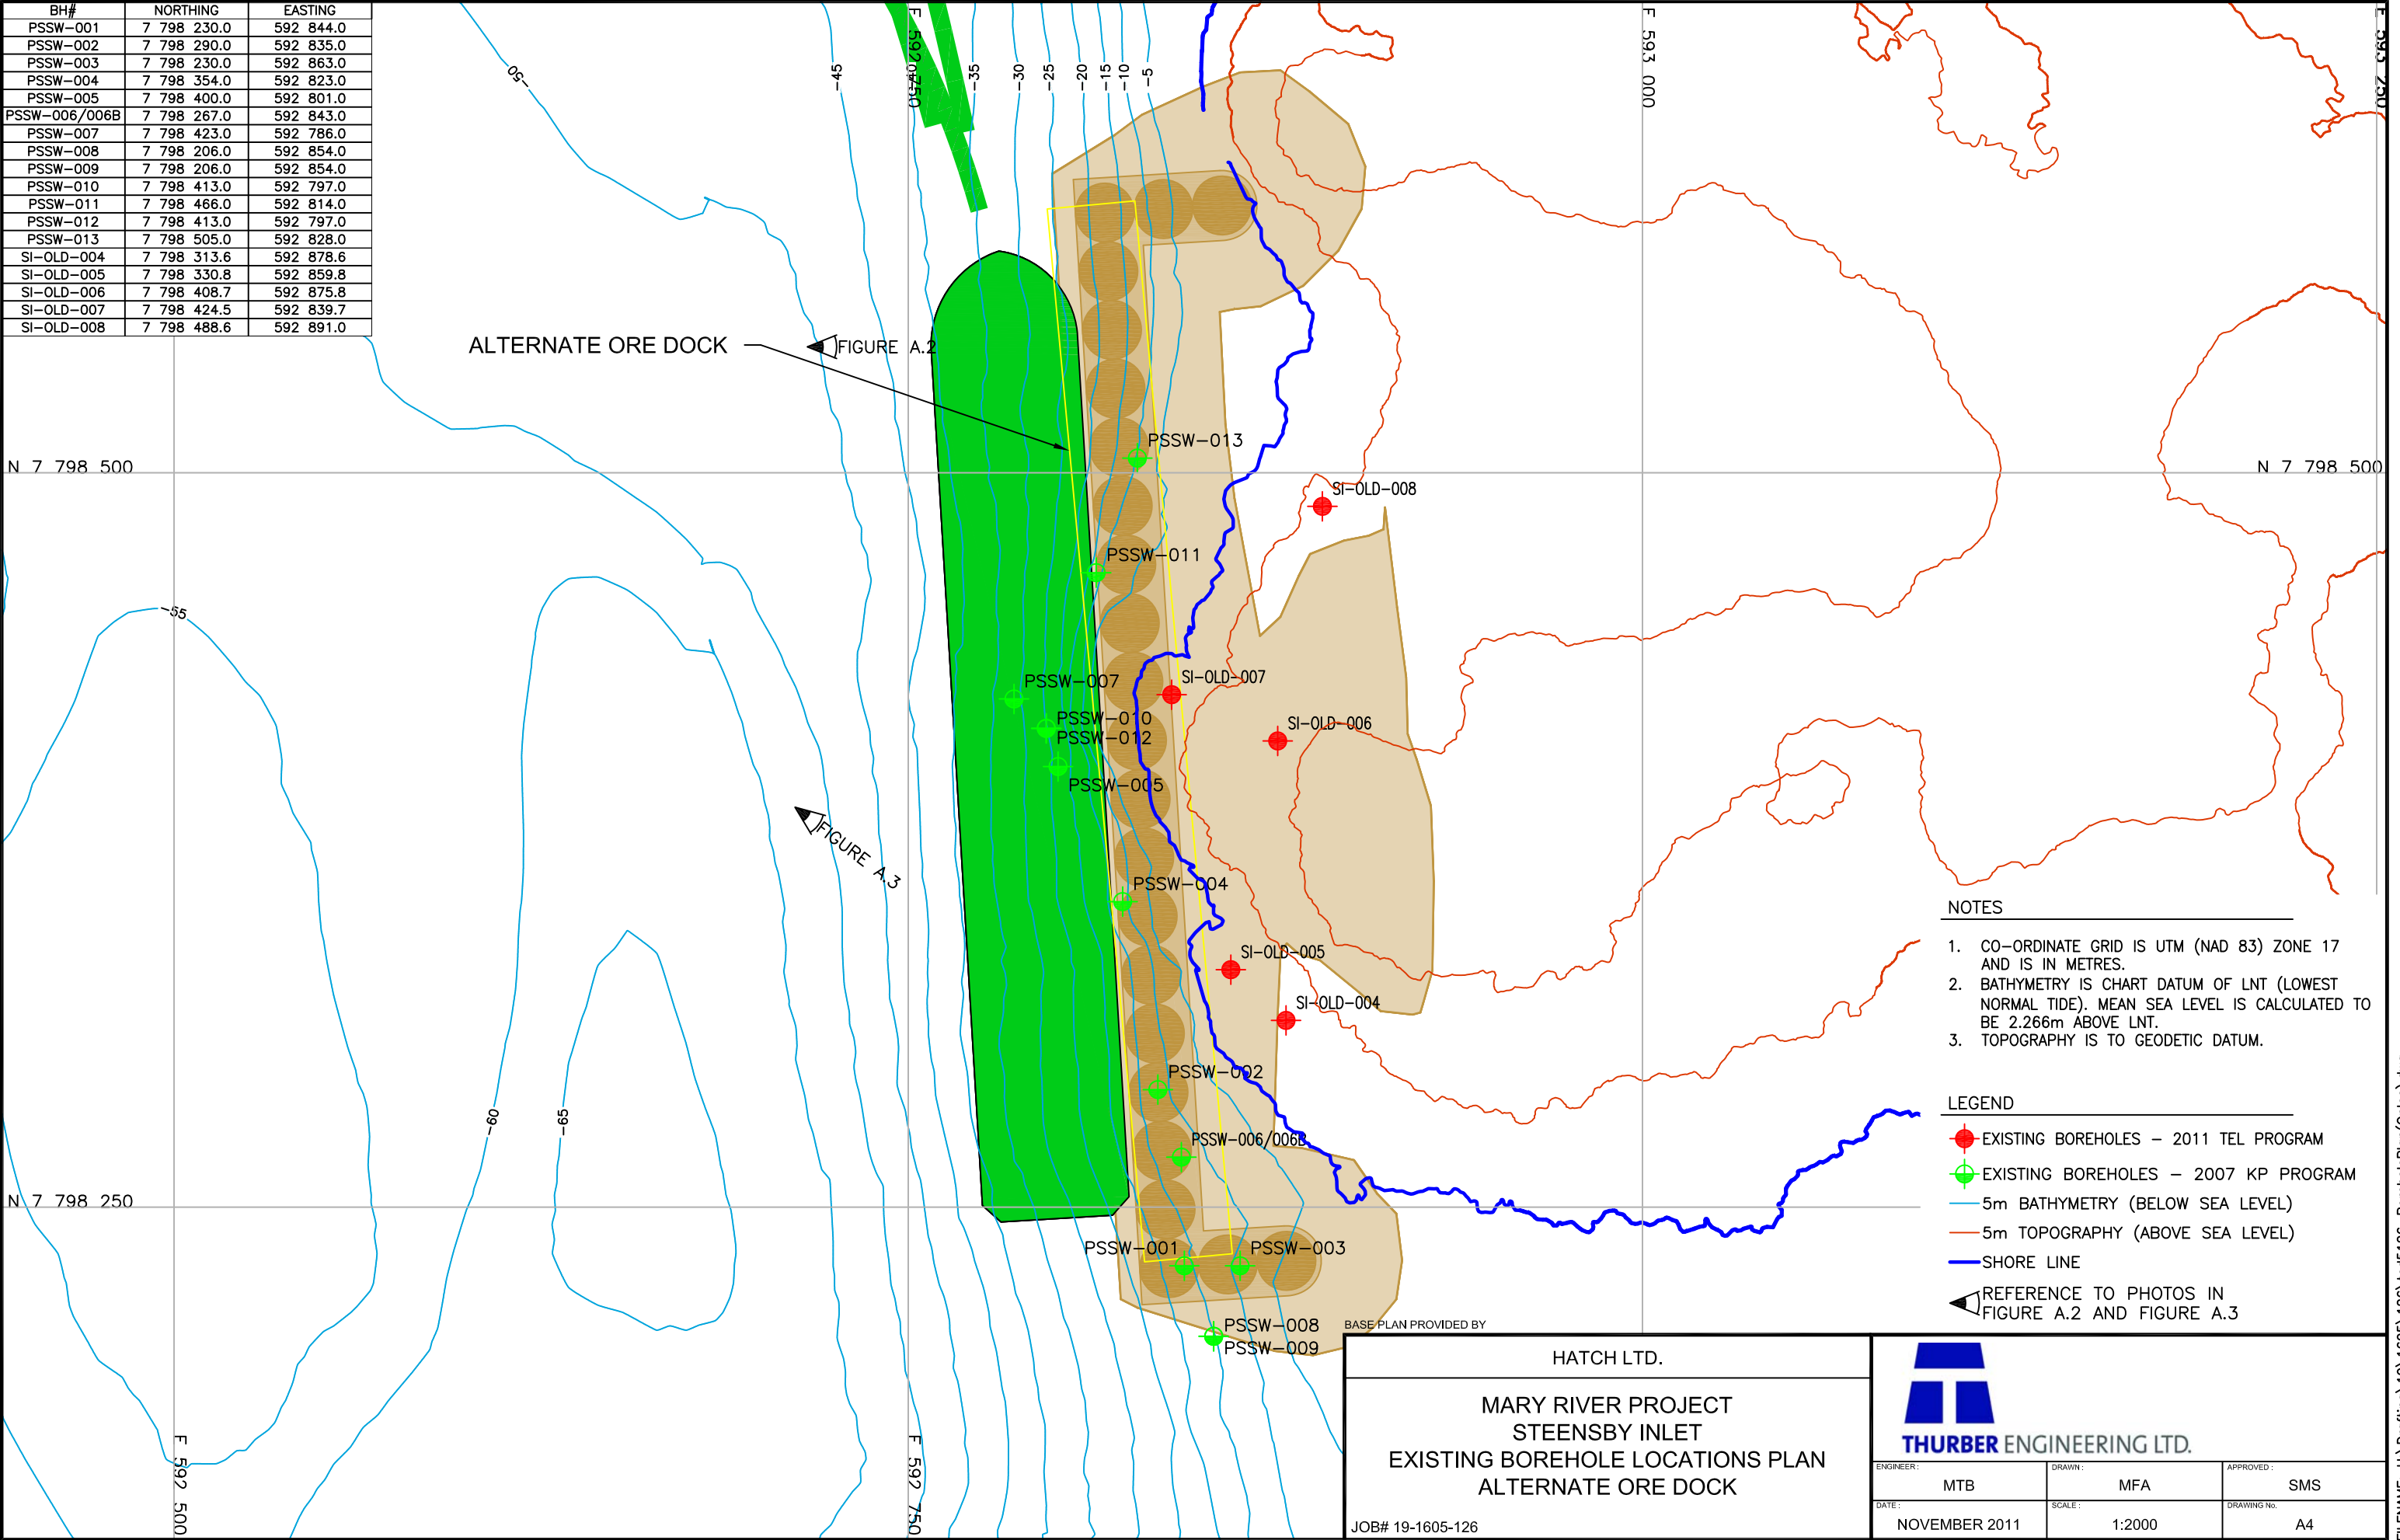 BH# NORTHING EASTING
PSSW-001 7 798 230.0 592 844.0
PSSW-002 7 798 290.0 592 835.0
PSSW-003 7 798 230.0 592 863.0
PSSW-004 7 798 354.0 592 823.0
PSSW-005 7 798 400.0 592 801.0
PSSW-006/006B 7 798 267.0 592 843.0
PSSW-007 7 798 423.0 592 786.0
PSSW-008 7 798 206.0 592 854.0
PSSW-009 7 798 206.0 592 854.0
PSSW-010 7 798 413.0 592 797.0
PSSW-011 7 798 466.0 592 814.0
PSSW-012 7 798 413.0 592 797.0
PSSW-013 7 798 505.0 592 828.0
SI-OLD-004 7 798 313.6 592 878.6
SI-OLD-005 7 798 330.8 592 859.8
SI-OLD-006 7 798 408.7 592 875.8
SI-OLD-007 7 798 424.5 592 839.7
SI-OLD-008 7 798 488.6 592 891.0
-50
-45
592 750
-35
-30
-25
-20
-15
-10
-5
593 000
593 250
ALTERNATE ORE DOCK
FIGURE A.2
PSSW-013
N 7 798 500
N 7 798 500
SI-OLD-008
PSSW-011
-55
SI-OLD-007
PSSW-007
PSSW-010
PSSW-012
SI-OLD-006
PSSW-005
FIGURE A.3
PSSW-004
SI-OLD-005
SI-OLD-004
PSSW-002
-60
-65
PSSW-006/006B
N 7 798 250
PSSW-001
PSSW-003
PSSW-008
PSSW-009
592 500
592 750
NOTES
1. CO-ORDINATE GRID IS UTM (NAD 83) ZONE 17
AND IS IN METRES.
2. BATHYMETRY IS CHART DATUM OF LNT (LOWEST
NORMAL TIDE). MEAN SEA LEVEL IS CALCULATED TO
BE 2.266m ABOVE LNT.
3. TOPOGRAPHY IS TO GEODETIC DATUM.
LEGEND
EXISTING BOREHOLES - 2011 TEL PROGRAM
EXISTING BOREHOLES - 2007 KP PROGRAM
5m BATHYMETRY (BELOW SEA LEVEL)
5m TOPOGRAPHY (ABOVE SEA LEVEL)
SHORE LINE
REFERENCE TO PHOTOS IN
FIGURE A.2 AND FIGURE A.3
BASE PLAN PROVIDED BY
HATCH LTD.
MARY RIVER PROJECT
STEENSBY INLET
EXISTING BOREHOLE LOCATIONS PLAN
ALTERNATE ORE DOCK
JOB# 19-1605-126
THURBER ENGINEERING LTD.
ENGINEER: DRAWN: APPROVED:
MTB MFA SMS
DATE: SCALE: DRAWING No.
NOVEMBER 2011 1:2000 A4